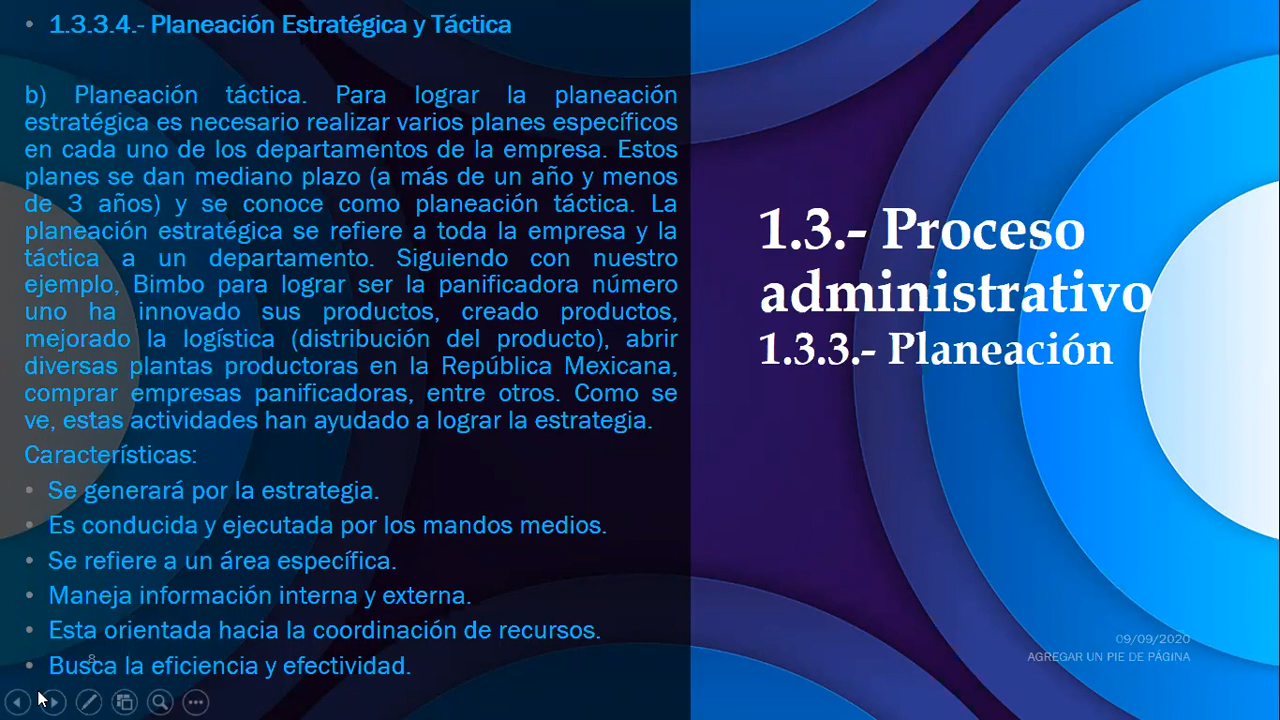 • 1.3.3.4.- Planeación Estratégica y Táctica
b) Planeación táctica. Para lograr la planeación
estratégica es necesario realizar varios planes específicos
en cada uno de los departamentos de la empresa. Estos
planes se dan mediano plazo (a más de un año y menos
de 3 años) y se conoce como planeación táctica. La
planeación estratégica se refiere a toda la empresa y la
táctica a un departamento. Siguiendo con nuestro
ejemplo, Bimbo para lograr ser la panificadora número
uno ha innovado sus productos, creado productos,
mejorado la logística (distribución del producto), abrir
diversas plantas productoras en la República Mexicana,
comprar empresas panificadoras, entre otros. Como se
ve, estas actividades han ayudado a lograr la estrategia.
Características:
• Se generará por la estrategia.
• Es conducida y ejecutada por los mandos medios.
• Se refiere a un área específica.
• Maneja información interna y externa.
• Esta orientada hacia la coordinación de recursos.
• Busca la eficiencia y efectividad.
8
1.3.- Proceso
administrativo
1.3.3.- Planeación
09/09/2020
AGREGAR UN PIE DE PÁGINA